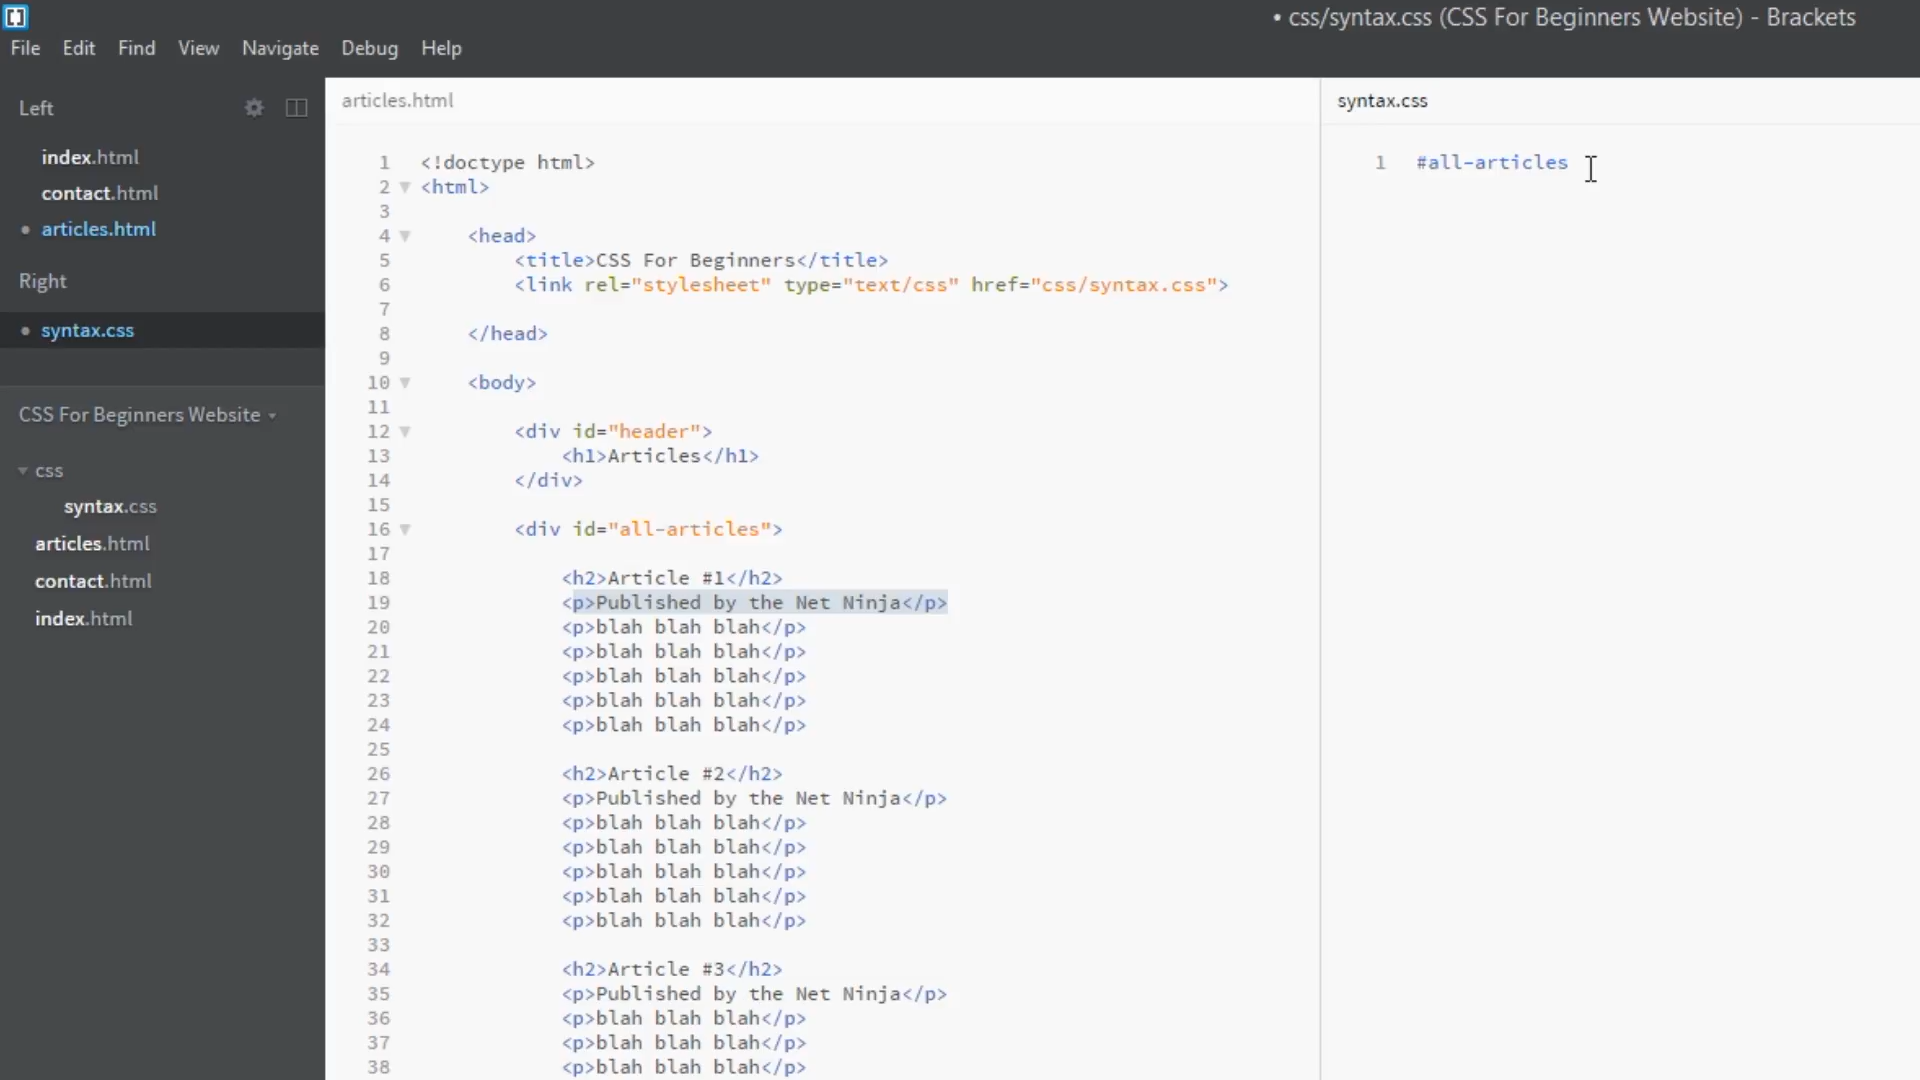 • css/syntax.css (CSS For Beginners Website) - Brackets
File Edit Find View Navigate Debug Help
Left
index.html
contact.html
• articles.html
Right
• syntax.css
CSS For Beginners Website
css
syntax.css
articles.html
contact.html
index.html
articles.html
1 <!doctype html>
2 <html>
3
4 <head>
5 <title>CSS For Beginners</title>
6 <link rel="stylesheet" type="text/css" href="css/syntax.css">
7
8 </head>
9
10 <body>
11
12 <div id="header">
13 <h1>Articles</h1>
14 </div>
15
16 <div id="all-articles">
17
18 <h2>Article #1</h2>
19 <p>Published by the Net Ninja</p>
20 <p>blah blah blah</p>
21 <p>blah blah blah</p>
22 <p>blah blah blah</p>
23 <p>blah blah blah</p>
24 <p>blah blah blah</p>
25
26 <h2>Article #2</h2>
27 <p>Published by the Net Ninja</p>
28 <p>blah blah blah</p>
29 <p>blah blah blah</p>
30 <p>blah blah blah</p>
31 <p>blah blah blah</p>
32 <p>blah blah blah</p>
33
34 <h2>Article #3</h2>
35 <p>Published by the Net Ninja</p>
36 <p>blah blah blah</p>
37 <p>blah blah blah</p>
38 <p>blah blah blah</p>
syntax.css
1 #all-articles